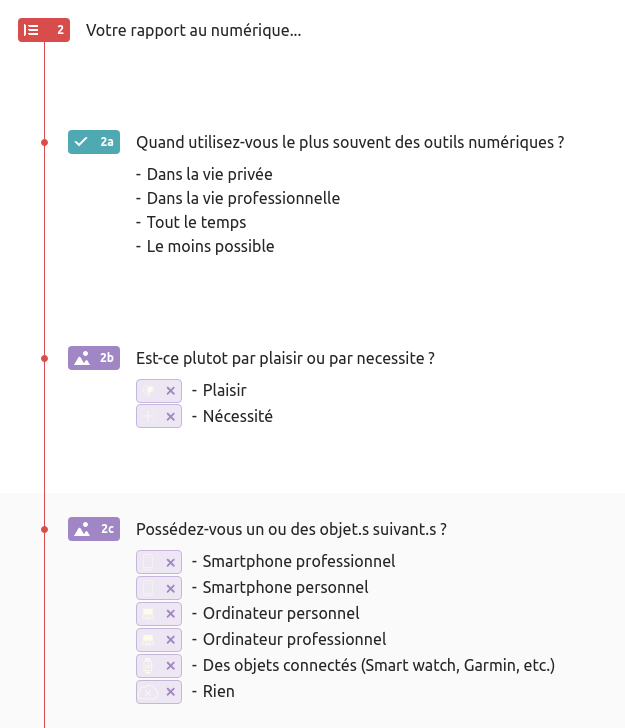 2 Votre rapport au numérique...
2a Quand utilisez-vous le plus souvent des outils numériques ?
- Dans la vie privée
- Dans la vie professionnelle
- Tout le temps
- Le moins possible
2b Est-ce plutot par plaisir ou par necessite ?
- Plaisir
- Nécessité
2c Possédez-vous un ou des objet.s suivant.s ?
- Smartphone professionnel
- Smartphone personnel
- Ordinateur personnel
- Ordinateur professionnel
- Des objets connectés (Smart watch, Garmin, etc.)
- Rien